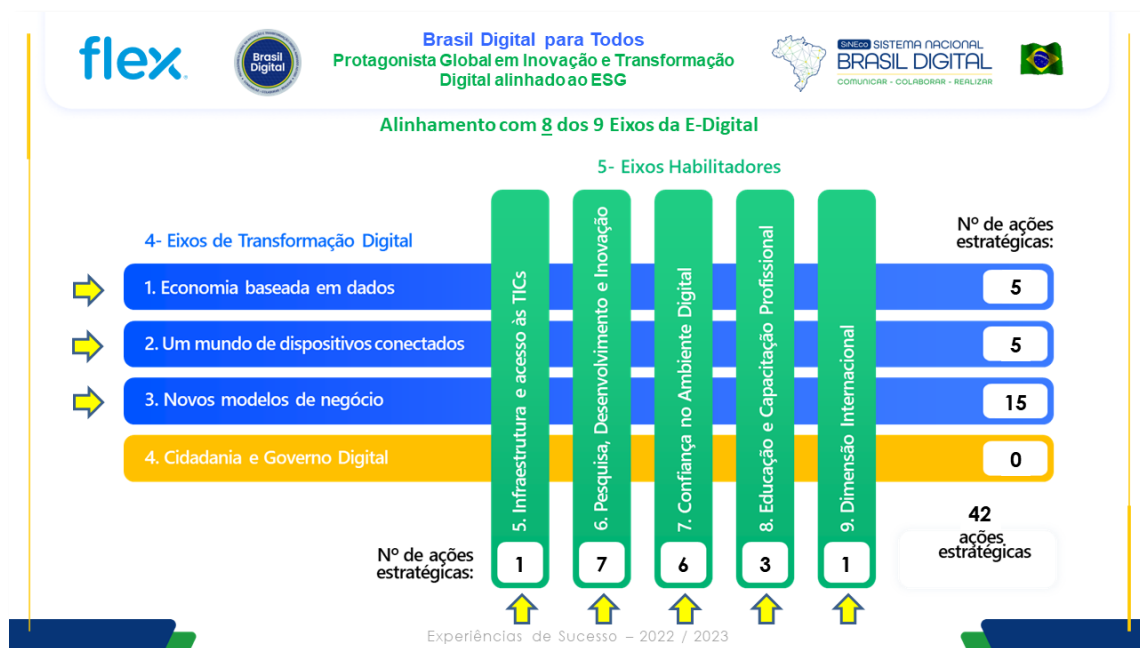 flex
Brasil
Digital
Brasil Digital para Todos
Protagonista Global em Inovação e Transformação
Digital alinhado ao ESG
SiNEco SISTEMA NACIONAL
BRASIL DIGITAL
COMUNICAR - COLABORAR - REALIZAR
Alinhamento com 8 dos 9 Eixos da E-Digital
5- Eixos Habilitadores
4- Eixos de Transformação Digital
Nº de ações
estratégicas:
1. Economia baseada em dados
5
2. Um mundo de dispositivos conectados
5
3. Novos modelos de negócio
15
4. Cidadania e Governo Digital
0
5. Infraestrutura e acesso às TICs
6. Pesquisa, Desenvolvimento e Inovação
7. Confiança no Ambiente Digital
8. Educação e Capacitação Profissional
9. Dimensão Internacional
Nº de ações
estratégicas:
1
7
6
3
1
42
ações
estratégicas
Experiências de Sucesso – 2022 / 2023